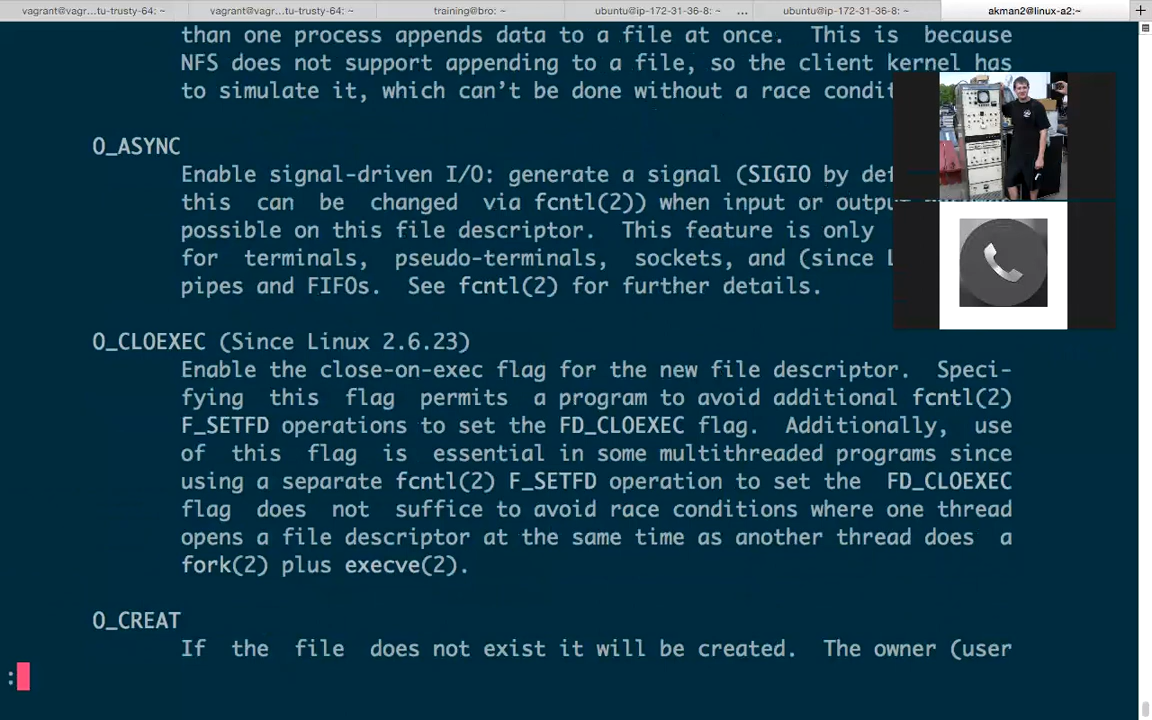 vagrant@vagr...tu-trusty-64: ~
vagrant@vagr...tu-trusty-64: ~
training@bro: ~
ubuntu@ip-172-31-36-8: ~
...
ubuntu@ip-172-31-36-8: ~
akman2@linux-a2:~
+
than one process appends data to a file at once. This is because
NFS does not support appending to a file, so the client kernel has
to simulate it, which can't be done without a race
O_ASYNC
Enable signal-driven I/O: generate a signal (SIGIO by
this can be changed via fcntl(2)) when input or output
possible on this file descriptor. This feature is only
for terminals, pseudo-terminals, sockets, and (since
pipes and FIFOs. See fcntl(2) for further details.
O_CLOEXEC (Since Linux 2.6.23)
Enable the close-on-exec flag for the new file descriptor. Speci-
fying this flag permits a program to avoid additional fcntl(2)
F_SETFD operations to set the FD_CLOEXEC flag. Additionally, use
of this flag is essential in some multithreaded programs since
using a separate fcntl(2) F_SETFD operation to set the FD_CLOEXEC
flag does not suffice to avoid race conditions where one thread
opens a file descriptor at the same time as another thread does a
fork(2) plus execve(2).
O_CREAT
If the file does not exist it will be created. The owner (user
: